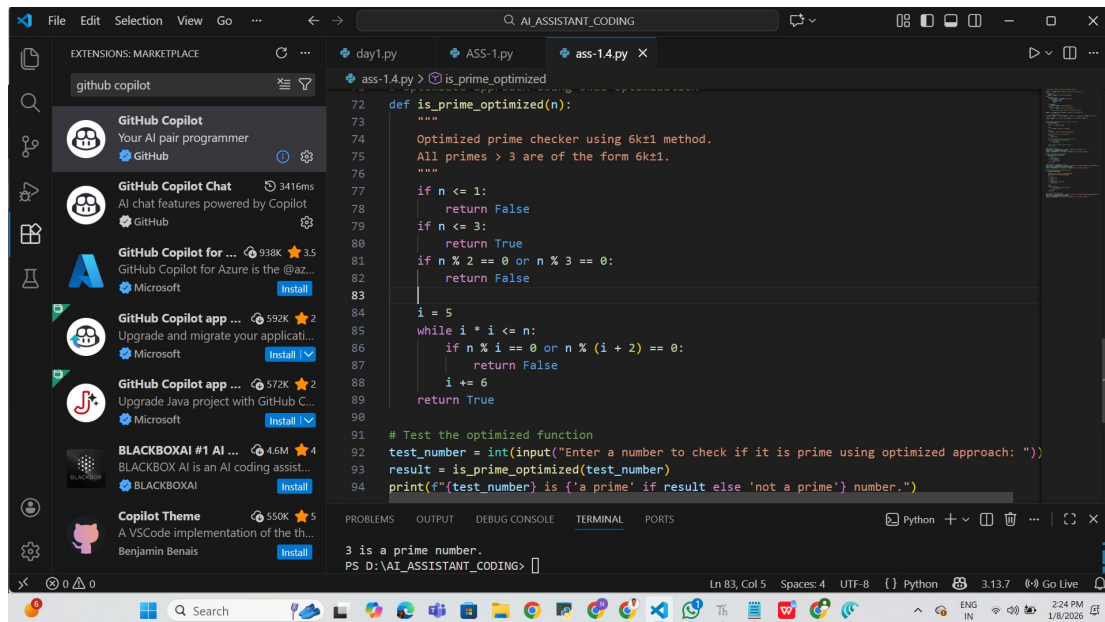 File Edit Selection View Go ··· AI_ASSISTANT_CODING
EXTENSIONS: MARKETPLACE
github copilot
GitHub Copilot
Your AI pair programmer
GitHub
GitHub Copilot Chat 3416ms
AI chat features powered by Copilot
GitHub
GitHub Copilot for ... 938K 3.5
GitHub Copilot for Azure is the @az...
Microsoft Install
GitHub Copilot app ... 592K 2
Upgrade and migrate your applicati...
Microsoft Install
GitHub Copilot app ... 572K 2
Upgrade Java project with GitHub C...
Microsoft Install
BLACKBOXAI #1 AI ... 4.6M 4
BLACKBOX AI is an AI coding assist...
BLACKBOXAI Install
Copilot Theme 550K 5
A VSCode implementation of the th...
Benjamin Benais Install
day1.py ASS-1.py ass-1.4.py
ass-1.4.py > is_prime_optimized
72 def is_prime_optimized(n):
73 """
74 Optimized prime checker using 6k±1 method.
75 All primes > 3 are of the form 6k±1.
76 """
77 if n <= 1:
78 return False
79 if n <= 3:
80 return True
81 if n % 2 == 0 or n % 3 == 0:
82 return False
83
84 i = 5
85 while i * i <= n:
86 if n % i == 0 or n % (i + 2) == 0:
87 return False
88 i += 6
89 return True
90
91 # Test the optimized function
92 test_number = int(input("Enter a number to check if it is prime using optimized approach: "))
93 result = is_prime_optimized(test_number)
94 print(f"{test_number} is {'a prime' if result else 'not a prime'} number.")
PROBLEMS OUTPUT DEBUG CONSOLE TERMINAL PORTS Python
3 is a prime number.
PS D:\AI_ASSISTANT_CODING>
0 0 Ln 83, Col 5 Spaces: 4 UTF-8 {} Python 3.13.7 Go Live
6 Search ENG
IN
2:24 PM
1/8/2026